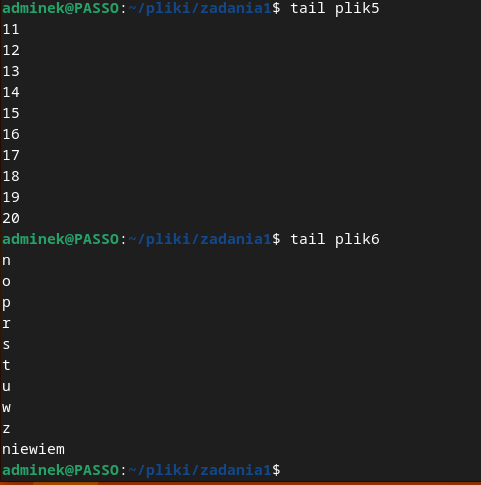 adminek@PASSO:~/pliki/zadania1$ tail plik5
11
12
13
14
15
16
17
18
19
20
adminek@PASSO:~/pliki/zadania1$ tail plik6
n
o
p
r
s
t
u
w
z
niewiem
adminek@PASSO:~/pliki/zadania1$